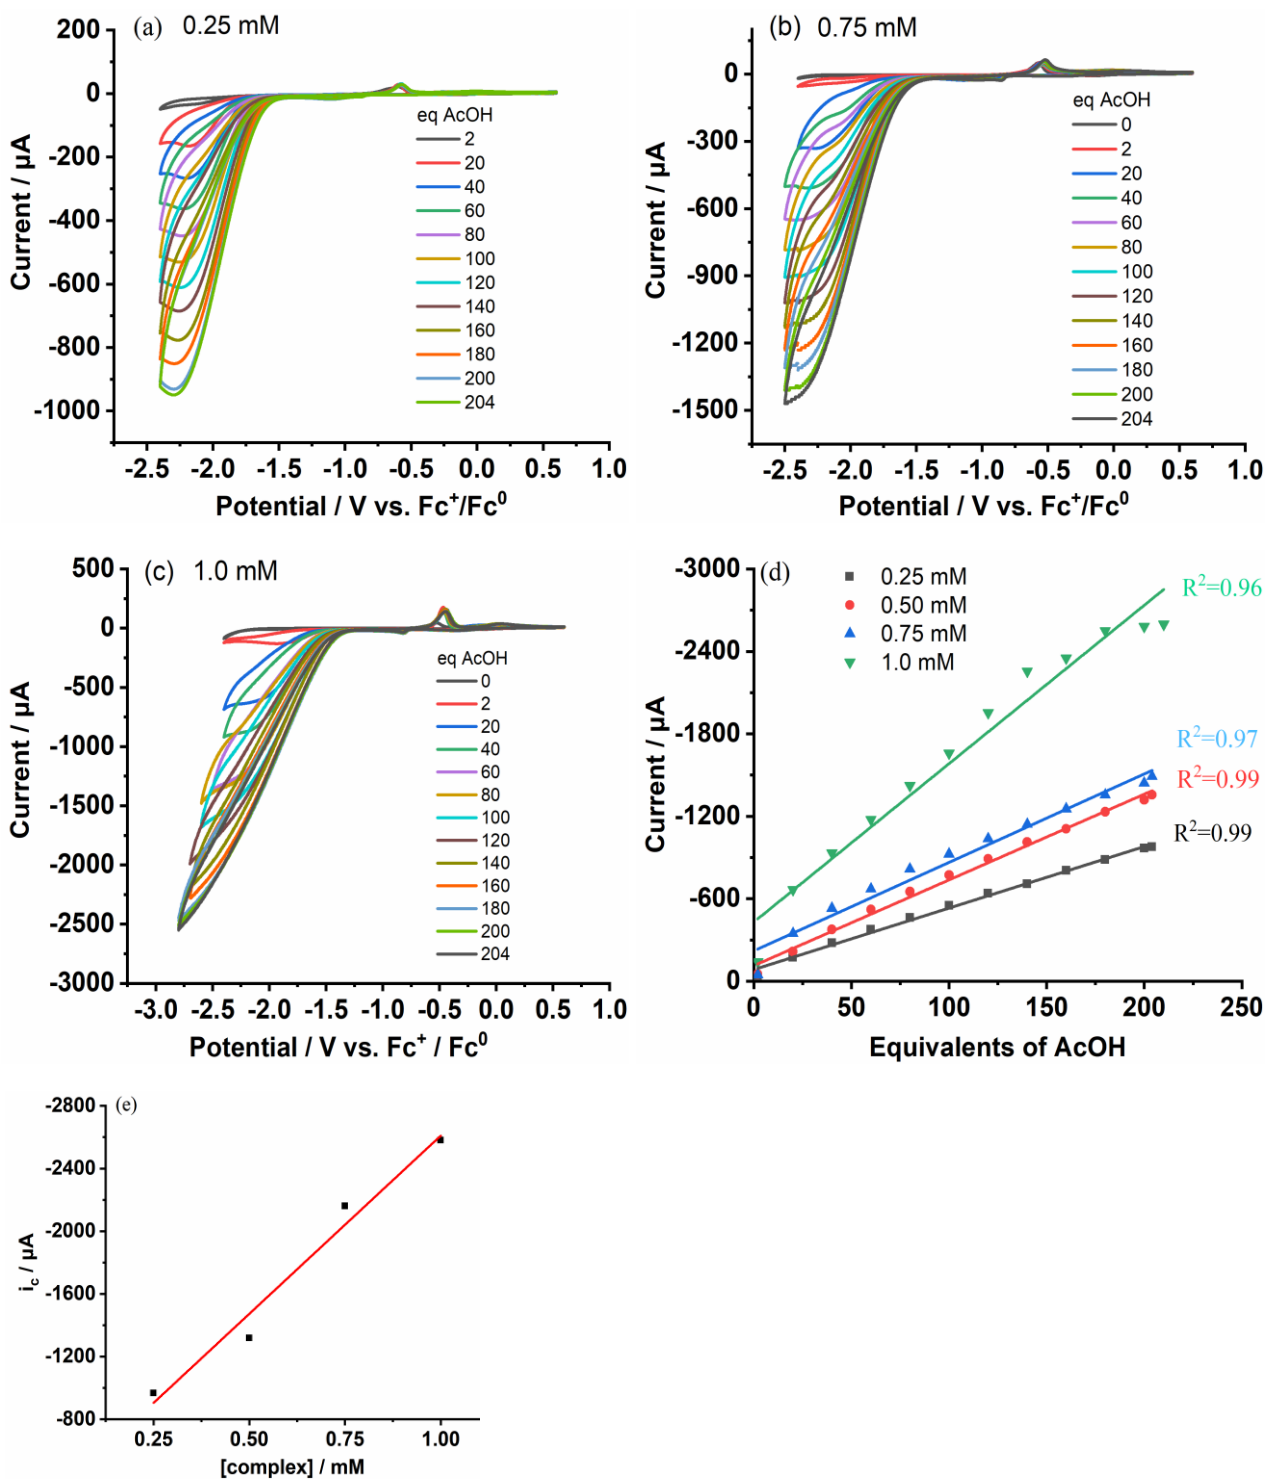 (a) 0.25 mM
200
0
-200
-400
-600
-800
-1000
Current / µA
eq AcOH
2
20
40
60
80
100
120
140
160
180
200
204
-2.5 -2.0 -1.5 -1.0 -0.5 0.0 0.5 1.0
Potential / V vs. Fc⁺/Fc⁰
(b) 0.75 mM
0
-300
-600
-900
-1200
-1500
Current / µA
eq AcOH
0
2
20
40
60
80
100
120
140
160
180
200
204
-2.5 -2.0 -1.5 -1.0 -0.5 0.0 0.5 1.0
Potential / V vs. Fc⁺/Fc⁰
(c) 1.0 mM
500
0
-500
-1000
-1500
-2000
-2500
-3000
Current / µA
eq AcOH
0
2
20
40
60
80
100
120
140
160
180
200
204
-3.0 -2.5 -2.0 -1.5 -1.0 -0.5 0.0 0.5 1.0
Potential / V vs. Fc⁺ / Fc⁰
(d)
-3000
-2400
-1800
-1200
-600
0
Current / µA
0.25 mM
0.50 mM
0.75 mM
1.0 mM
R²=0.96
R²=0.97
R²=0.99
R²=0.99
0 50 100 150 200 250
Equivalents of AcOH
(e)
-2800
-2400
-2000
-1600
-1200
-800
i_c / µA
0.25 0.50 0.75 1.00
[complex] / mM